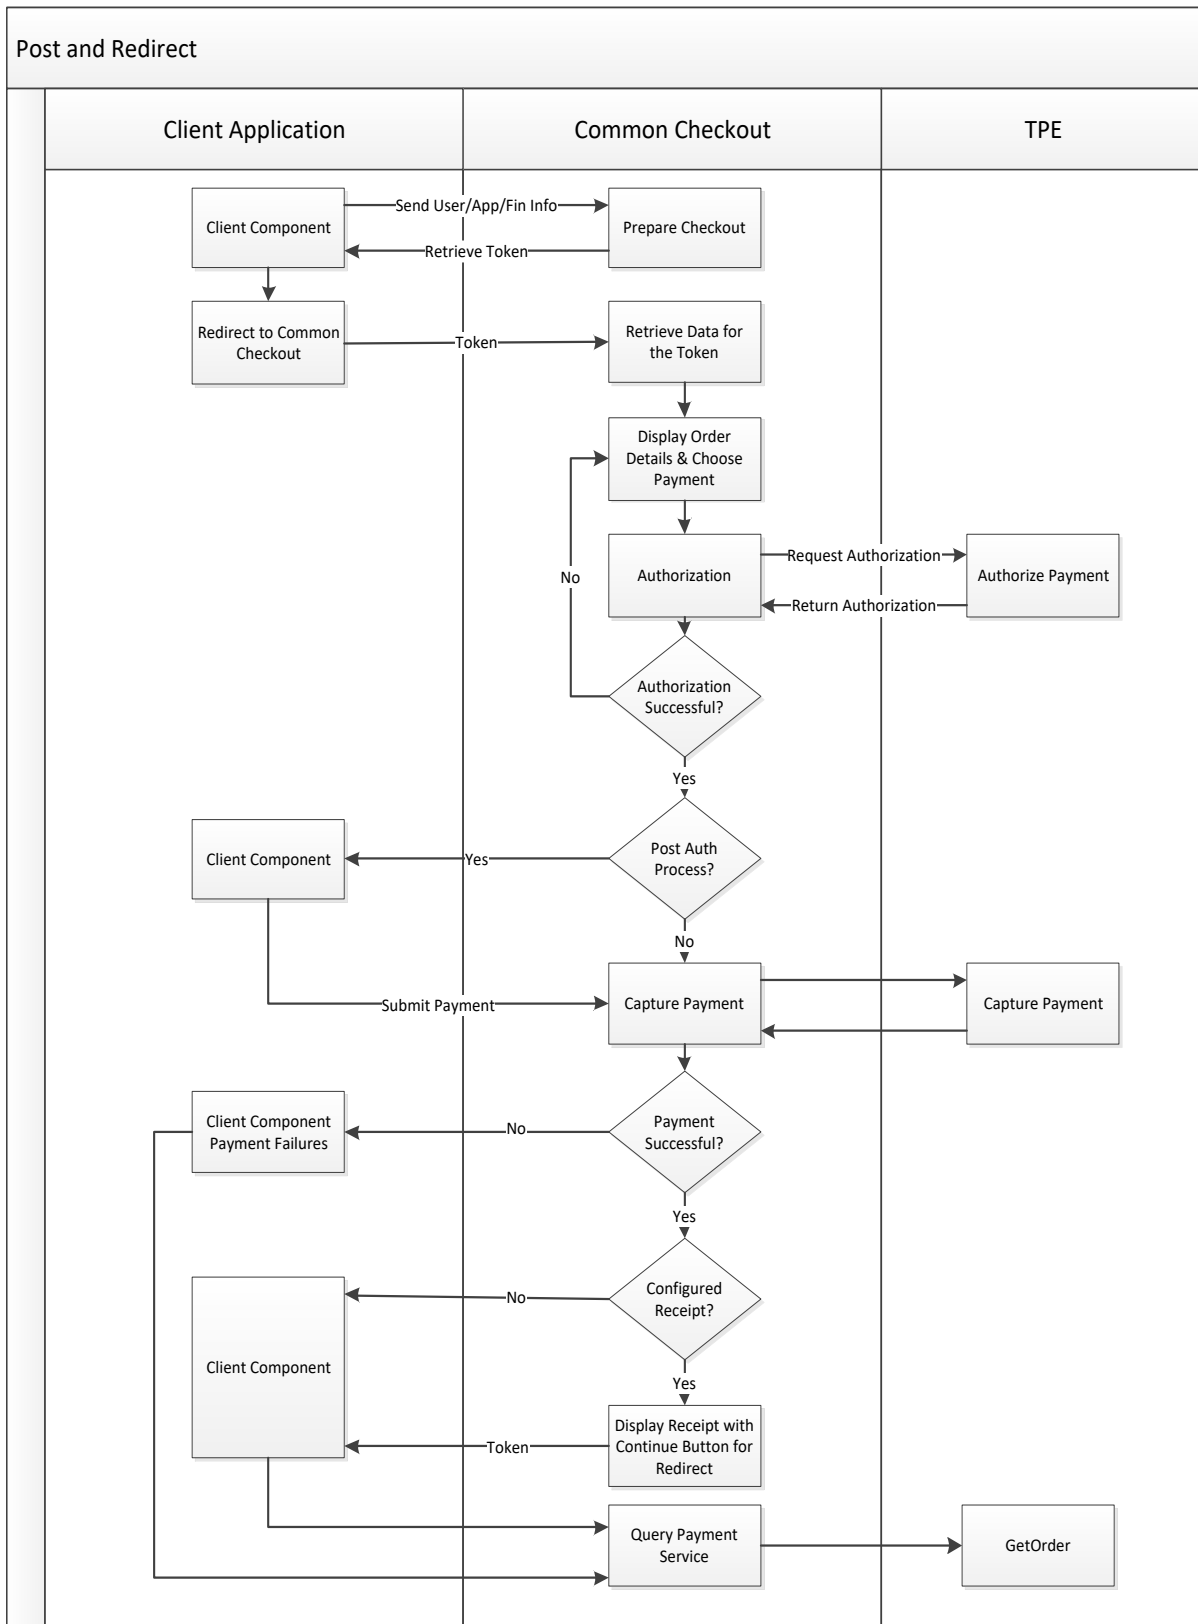 Post and Redirect
Client Application
Common Checkout
TPE
Client Component
Send User/App/Fin Info
Prepare Checkout
Retrieve Token
Redirect to Common
Checkout
Token
Retrieve Data for
the Token
Display Order
Details & Choose
Payment
No
Authorization
Request Authorization
Authorize Payment
Return Authorization
Authorization
Successful?
Yes
Client Component
Yes
Post Auth
Process?
No
Submit Payment
Capture Payment
Capture Payment
Client Component
Payment Failures
No
Payment
Successful?
Yes
No
Configured
Receipt?
Client Component
Yes
Token
Display Receipt with
Continue Button for
Redirect
Query Payment
Service
GetOrder